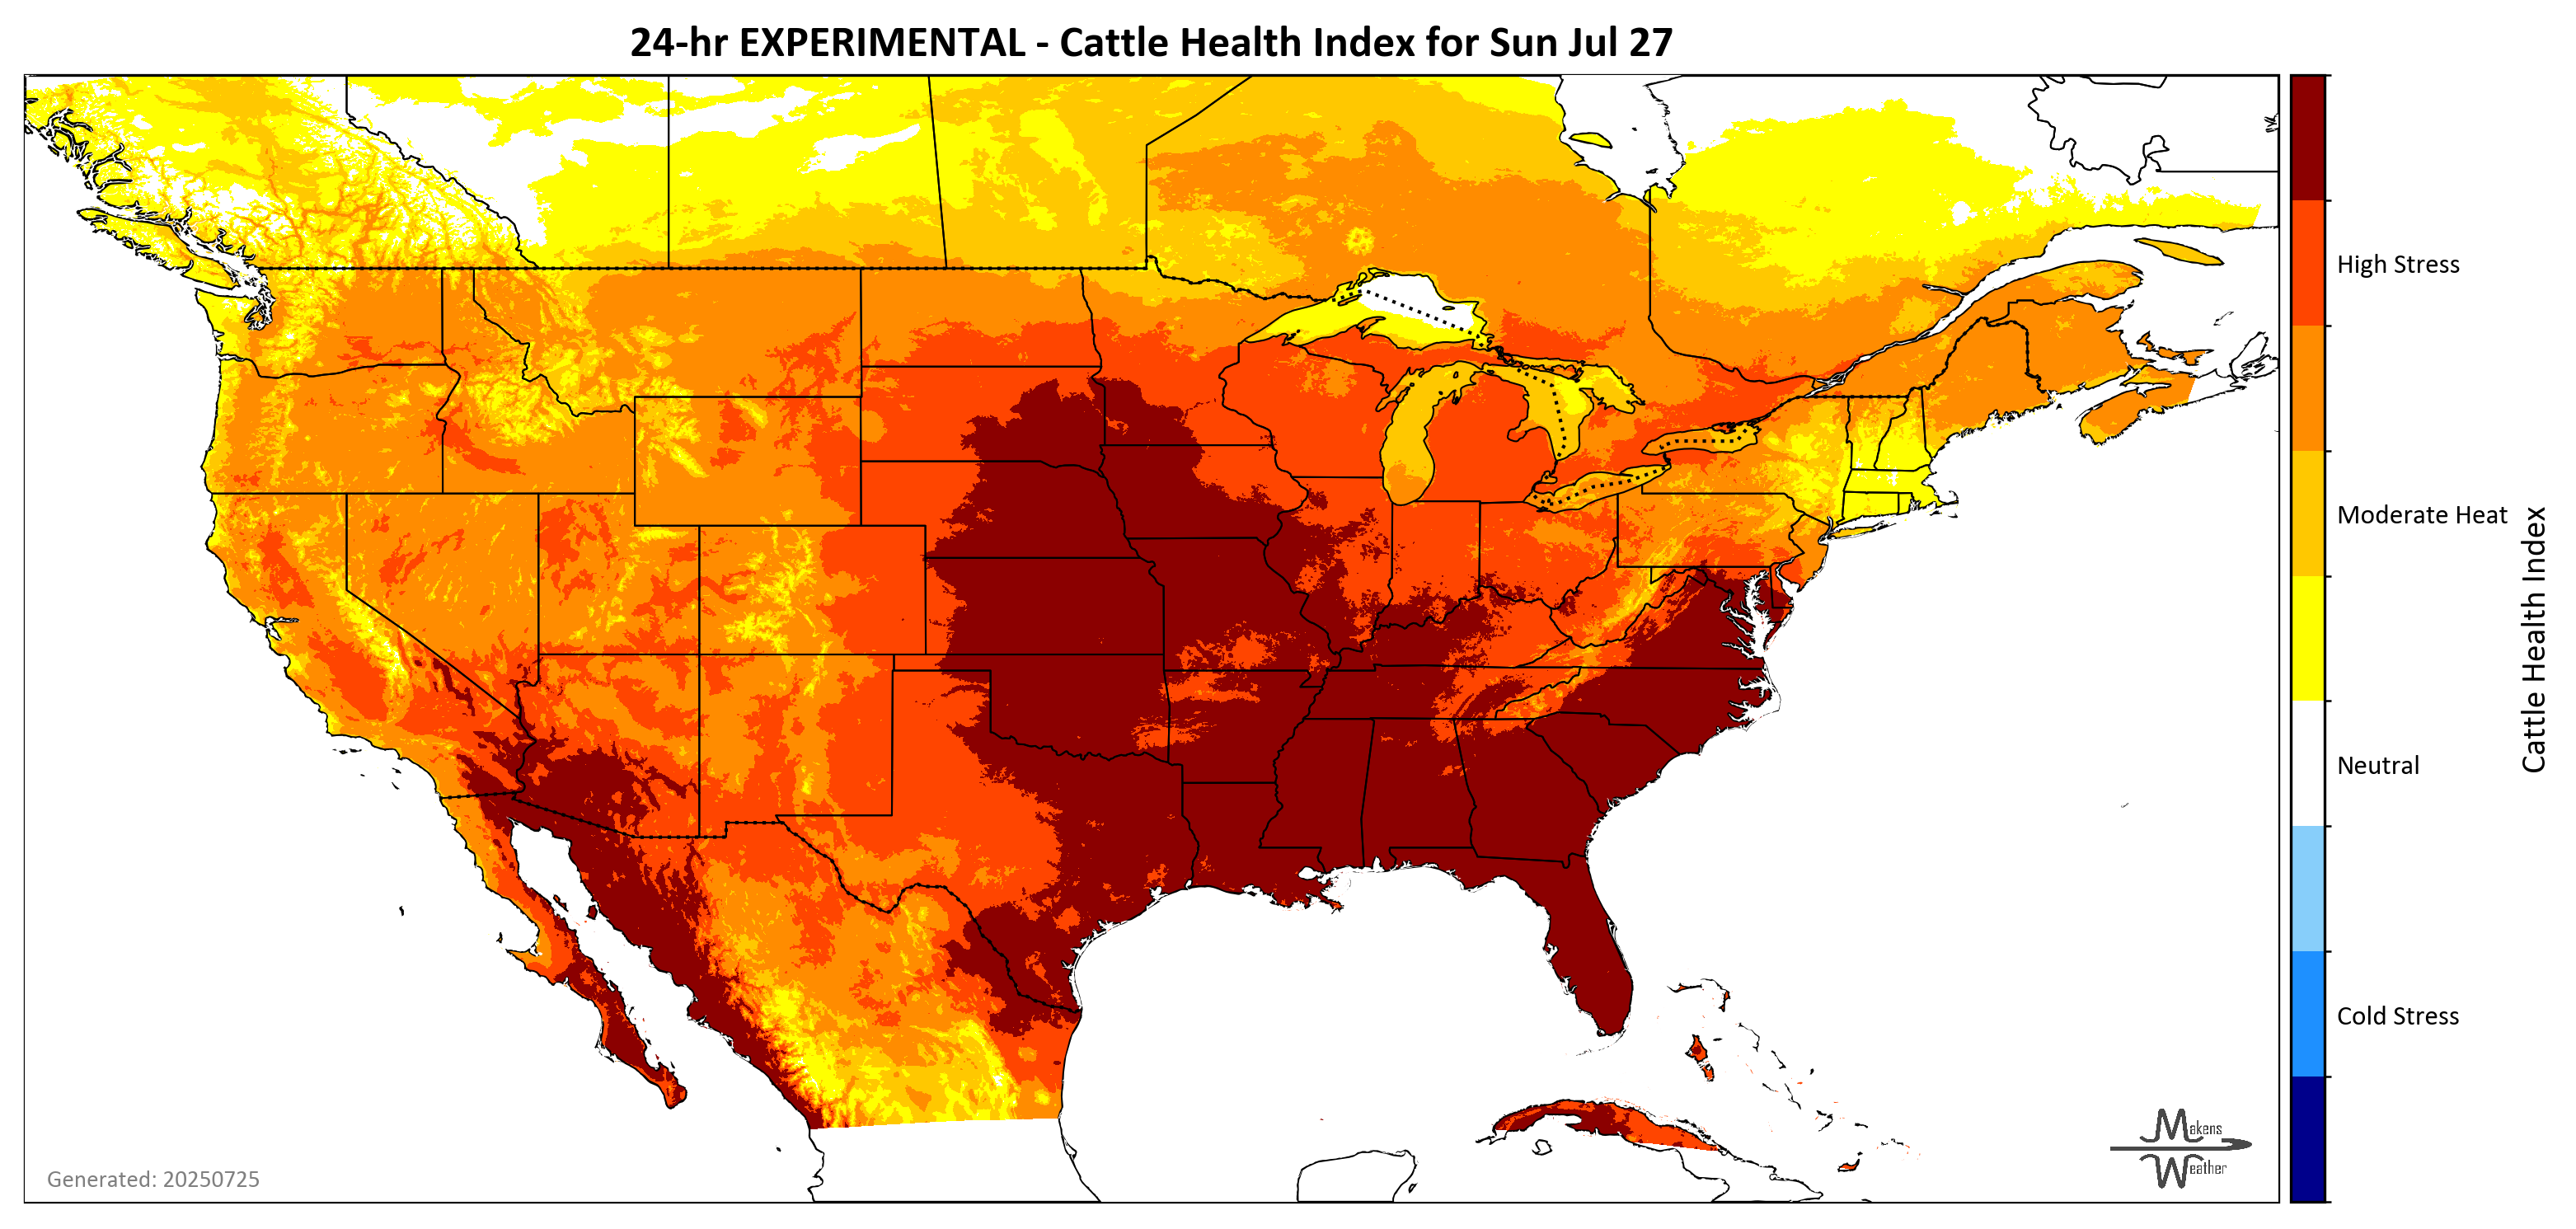 24-hr EXPERIMENTAL - Cattle Health Index for Sun Jul 27
High Stress
Moderate Heat
Neutral
Cold Stress
Cattle Health Index
Makens
Weather
Generated: 20250725